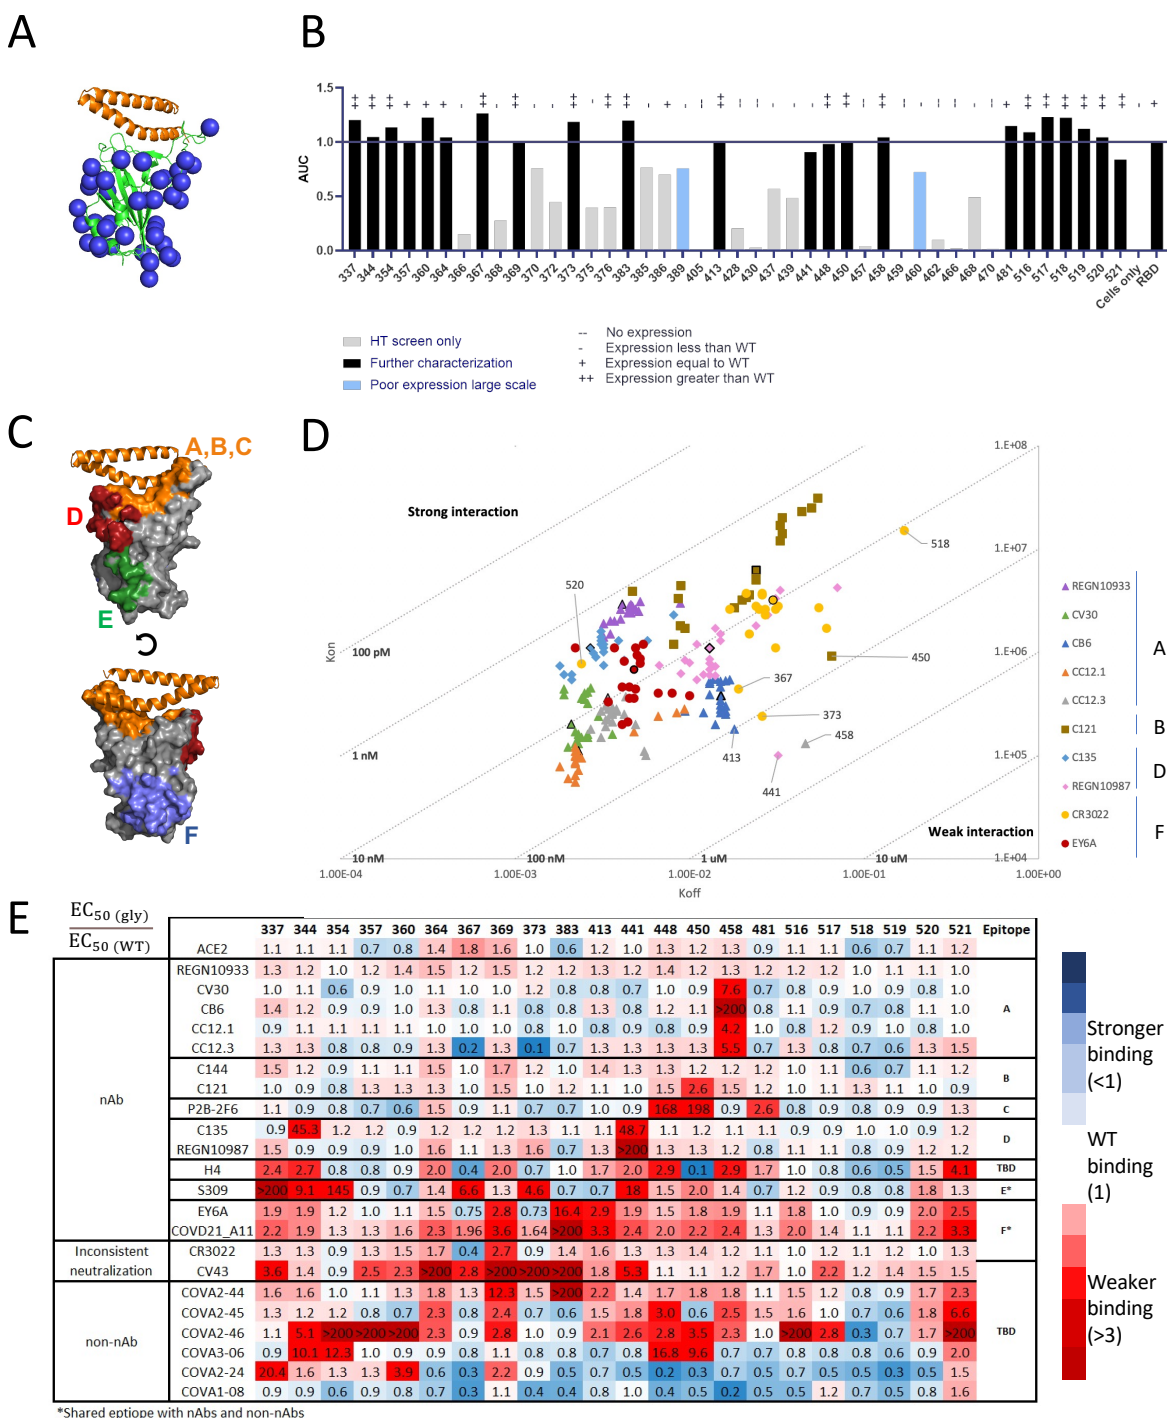 A
B
1.5
1.0
0.5
0.0
AUC
337 344 354 357 360 364 366 367 368 369 370 372 373 375 376 383 385 386 389 405 413 428 430 437 439 441 448 450 457 458 459 460 462 466 468 470 481 516 517 518 519 520 521 Cells only RBD
HT screen only
Further characterization
Poor expression large scale
-- No expression
- Expression less than WT
+ Expression equal to WT
++ Expression greater than WT
C
A,B,C
D
E
F
D
Strong interaction
Weak interaction
Kon
Koff
100 pM
1 nM
10 nM
100 nM
1 uM
10 uM
1.E+08
1.E+07
1.E+06
1.E+05
1.E+04
1.00E-04 1.00E-03 1.00E-02 1.00E-01 1.00E+00
518
520
450
367
373
458
413
441
REGN10933
CV30
CB6
CC12.1
CC12.3
A
C121
B
C135
REGN10987
D
CR3022
EY6A
F
E
EC50 (gly)
EC50 (WT)
337 344 354 357 360 364 367 369 373 383 413 441 448 450 458 481 516 517 518 519 520 521 Epitope
ACE2 1.1 1.1 1.1 0.7 0.8 1.4 1.8 1.6 1.0 0.6 1.2 1.0 1.3 1.2 1.3 0.9 1.1 1.1 0.6 0.7 1.1 1.2
REGN10933 1.3 1.2 1.0 1.2 1.4 1.5 1.2 1.5 1.2 1.2 1.3 1.2 1.4 1.2 1.3 1.2 1.2 1.2 1.0 1.1 1.1 1.0
CV30 1.0 1.1 0.6 0.9 1.0 1.1 1.0 1.0 1.2 0.8 0.8 0.7 1.0 0.9 7.6 0.7 0.8 0.9 1.0 0.9 0.8 1.0
CB6 1.4 1.2 0.9 0.9 1.0 1.3 0.8 1.1 0.8 0.8 1.3 0.8 1.2 1.1 >200 0.8 1.1 0.9 0.7 0.8 1.1 1.0
A
CC12.1 0.9 1.1 1.1 1.1 1.1 1.0 1.0 1.0 0.7 1.3 0.8 0.9 0.8 0.9 4.2 1.0 0.8 1.2 0.9 1.0 0.8 1.0
CC12.3 1.3 1.3 0.8 0.8 0.9 1.3 0.2 1.3 0.1 0.7 1.3 1.3 1.3 1.3 5.5 0.7 1.3 0.8 0.7 0.6 1.3 1.5
C144 1.5 1.2 0.9 1.1 1.1 1.5 1.0 1.7 1.2 1.0 1.4 1.3 1.3 1.2 1.2 1.0 1.1 1.2 0.6 0.7 1.1 1.2
B
C121 1.0 0.9 0.8 1.3 1.3 1.3 1.0 1.5 1.0 1.2 1.1 1.0 1.5 2.6 1.5 1.2 1.0 1.1 1.3 1.1 1.0 0.9
P2B-2F6 1.1 0.9 0.8 0.7 0.6 1.5 0.9 1.1 0.7 0.7 1.0 0.9 168 198 0.9 2.6 0.8 0.9 0.8 0.9 0.9 1.3 C
C135 0.9 45.3 1.2 1.2 0.9 1.2 1.2 1.2 1.3 1.1 1.1 48.7 1.1 1.2 1.1 1.1 0.9 0.9 1.0 1.0 0.9 1.2
D
REGN10987 1.5 0.9 0.9 0.9 0.8 1.6 1.1 1.3 1.6 0.7 1.3 >200 1.3 1.2 1.2 0.8 1.1 0.9 0.8 0.7 0.9 1.2
H4 2.4 2.7 0.8 0.8 0.9 2.0 0.4 2.0 0.7 1.0 1.7 2.0 2.9 0.1 2.9 1.7 1.0 0.8 0.6 0.5 1.5 4.1 TBD
S309 >200 9.1 145 0.9 0.7 1.4 6.6 1.3 4.6 0.7 0.7 18 1.5 2.0 1.4 0.7 1.2 0.9 0.8 0.8 1.8 1.3 E*
EY6A 1.9 1.9 1.2 1.0 1.1 1.5 0.75 2.8 0.73 16.4 2.9 1.9 1.5 1.8 1.9 1.1 1.8 1.0 0.9 0.9 2.0 2.5
COVD21_A11 2.2 1.9 1.3 1.3 1.6 2.3 1.96 3.6 1.64 >200 3.3 2.4 2.0 2.2 2.4 1.3 2.0 1.4 1.1 1.1 2.2 3.3
F*
CR3022 1.3 1.3 0.9 1.3 1.5 1.7 0.4 2.7 0.9 1.4 1.6 1.3 1.3 1.4 1.2 1.1 1.0 1.2 1.1 1.2 1.0 1.3
CV43 3.6 1.4 0.9 2.5 2.3 >200 2.8 >200 >200 >200 1.8 5.3 1.1 1.1 1.2 1.7 1.0 2.2 1.2 1.4 1.5 1.5
COVA2-44 1.6 1.6 1.0 1.1 1.3 1.8 1.3 12.3 1.5 >200 2.2 1.4 1.7 1.8 1.8 1.3 1.5 1.2 0.8 0.9 1.7 2.3
COVA2-45 1.3 1.2 1.2 0.8 0.7 2.3 0.8 2.4 0.7 0.6 1.5 1.8 3.0 0.6 2.5 1.5 1.6 1.0 0.7 0.6 1.8 6.6
COVA2-46 1.1 5.1 >200 >200 >200 2.3 0.9 2.8 1.0 0.9 2.1 2.6 2.8 3.5 2.3 1.0 >200 2.8 0.3 0.7 1.7 >200
TBD
COVA3-06 0.9 10.1 12.3 1.0 0.9 0.9 0.8 1.1 0.8 0.8 0.7 0.8 16.8 9.6 0.7 0.7 0.8 0.8 0.8 0.6 0.9 2.0
COVA2-24 20.4 1.6 1.3 1.3 3.9 0.6 0.3 2.2 0.9 0.5 0.7 0.5 0.2 0.3 0.7 0.5 0.5 0.5 0.5 0.3 0.5 1.5
COVA1-08 0.9 0.9 0.6 0.9 0.8 0.7 0.3 1.1 0.4 0.4 0.8 1.0 0.4 0.5 0.2 0.5 0.5 1.2 0.7 0.5 0.8 1.6
nAb
Inconsistent
neutralization
non-nAb
Stronger
binding
(<1)
WT
binding
(1)
Weaker
binding
(>3)
*Shared eptiope with nAbs and non-nAbs